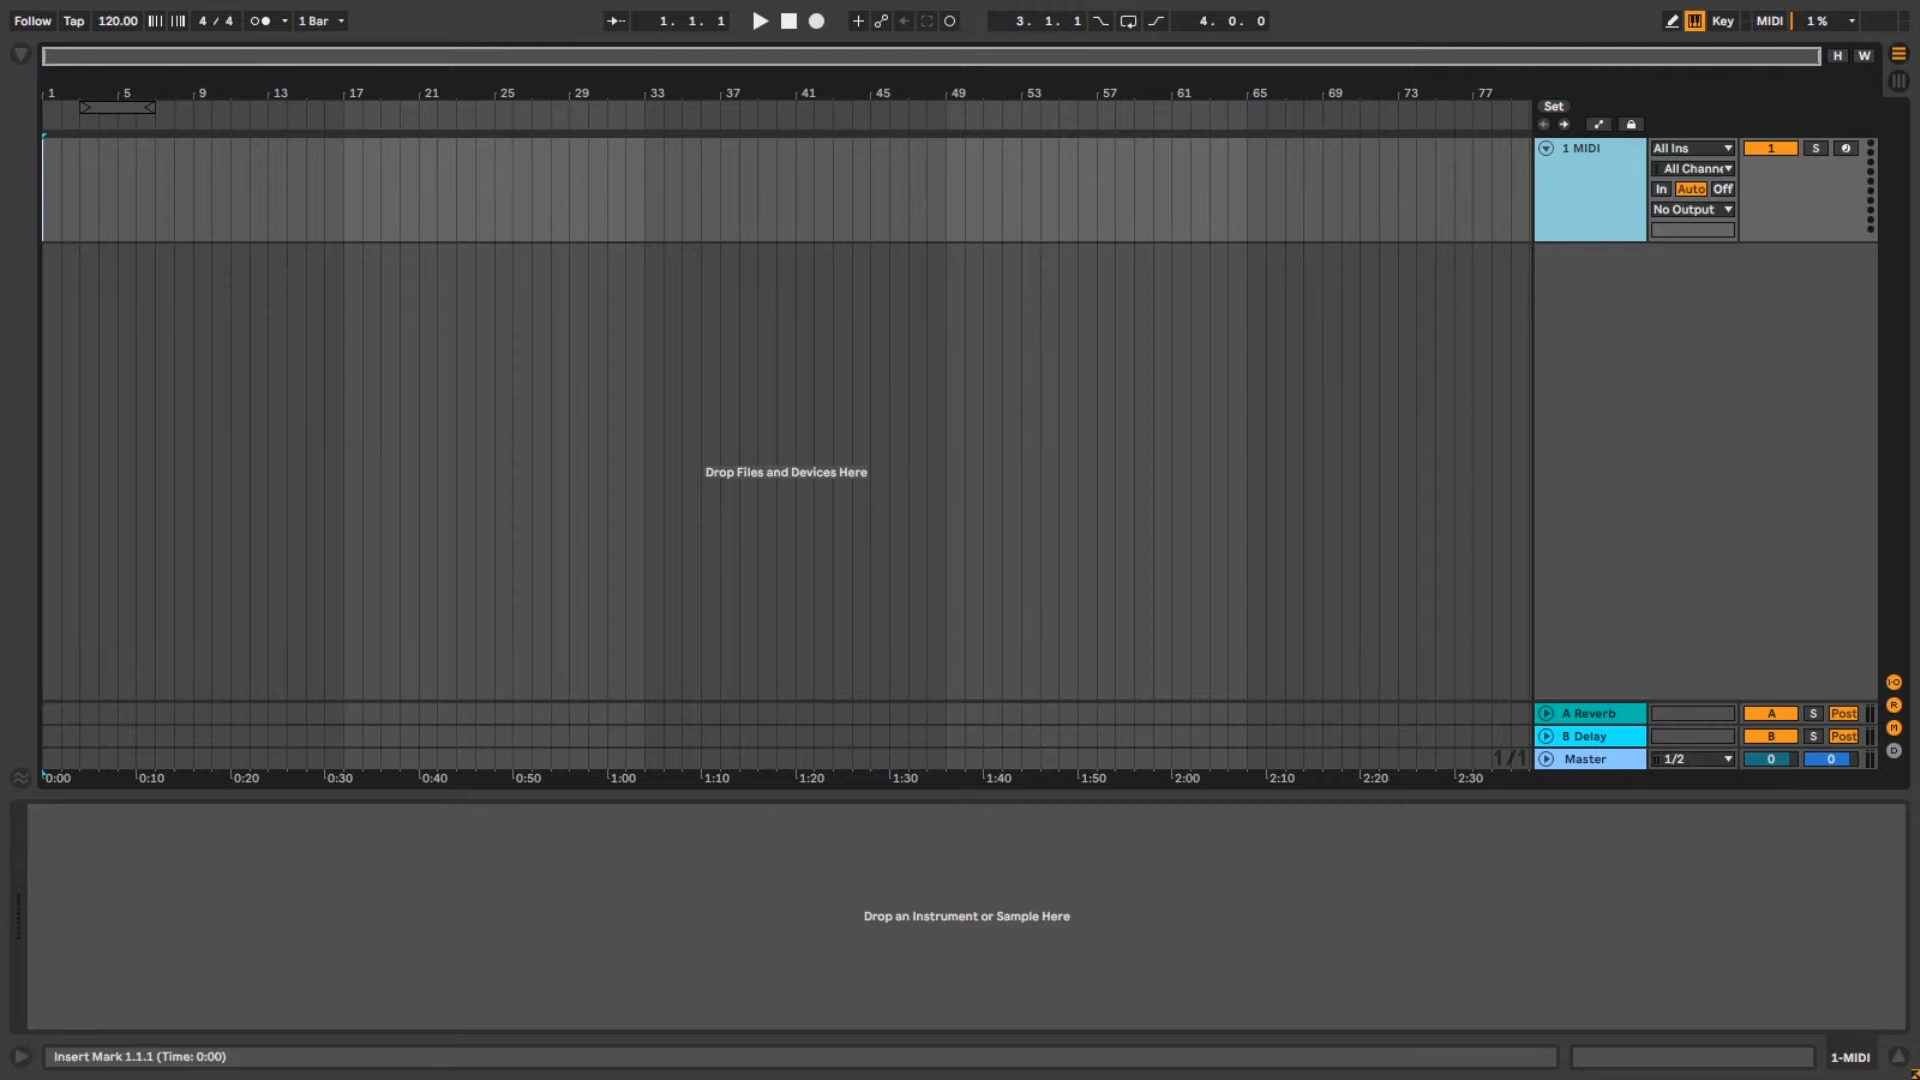 Follow Tap 120.00 4 / 4 1 Bar 1. 1. 1 3. 1. 1 4. 0. 0 Key MIDI 1 %
H W
1 5 9 13 17 21 25 29 33 37 41 45 49 53 57 61 65 69 73 77
Set
1 MIDI All Ins 1 S
All Channe
In Auto Off
No Output
Drop Files and Devices Here
A Reverb A S Post
B Delay B S Post
1/1 Master 1/2 0 0
0:00 0:10 0:20 0:30 0:40 0:50 1:00 1:10 1:20 1:30 1:40 1:50 2:00 2:10 2:20 2:30
R
M
D
Drop an Instrument or Sample Here
Insert Mark 1.1.1 (Time: 0:00) 1-MIDI